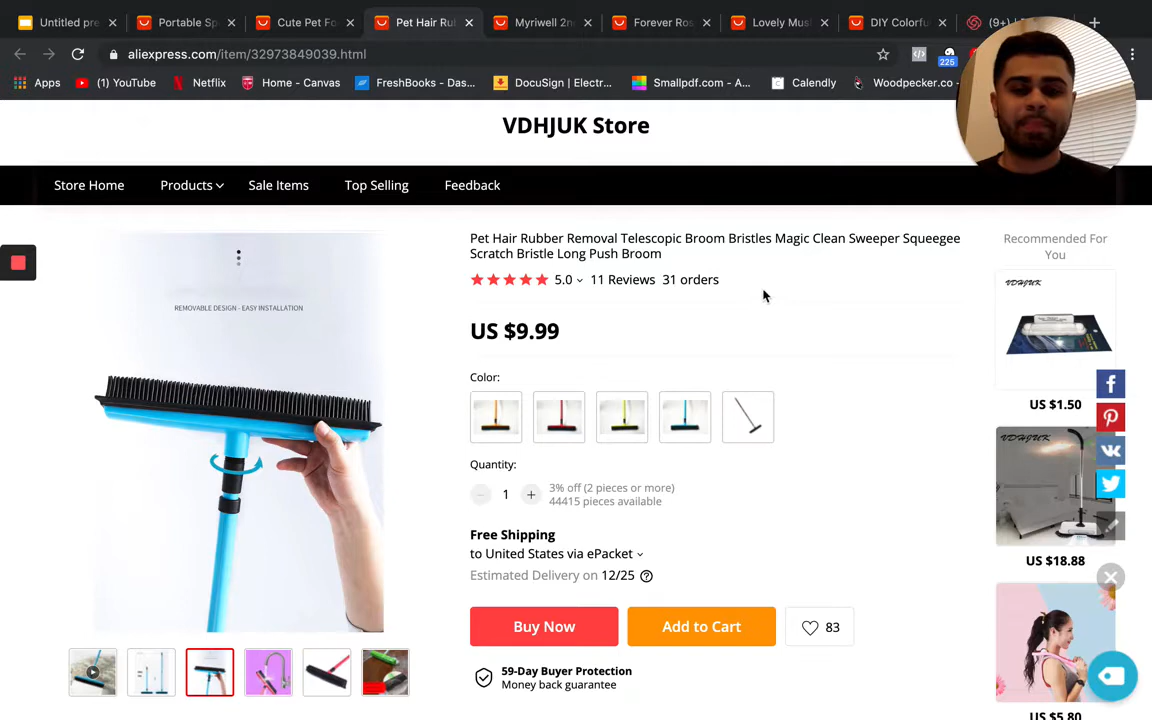 Untitled pre
Portable Sp
Cute Pet Fo
Pet Hair Rub
Myriwell 2n
Forever Ros
Lovely Mus
DIY Colorfu
(9+)
aliexpress.com/item/32973849039.html
225
Apps
(1) YouTube
Netflix
Home - Canvas
FreshBooks - Das...
DocuSign | Electr...
Smallpdf.com - A...
Calendly
Woodpecker.co -
VDHJUK Store
Store Home
Products
Sale Items
Top Selling
Feedback
REMOVABLE DESIGN - EASY INSTALLATION
Pet Hair Rubber Removal Telescopic Broom Bristles Magic Clean Sweeper Squeegee
Scratch Bristle Long Push Broom
5.0
11 Reviews
31 orders
US $9.99
Color:
Quantity:
1
3% off (2 pieces or more)
44415 pieces available
Free Shipping
to United States via ePacket
Estimated Delivery on 12/25
Buy Now
Add to Cart
83
59-Day Buyer Protection
Money back guarantee
Recommended For
You
VDHJUK
US $1.50
VDHJUK
US $18.88
US $5.80